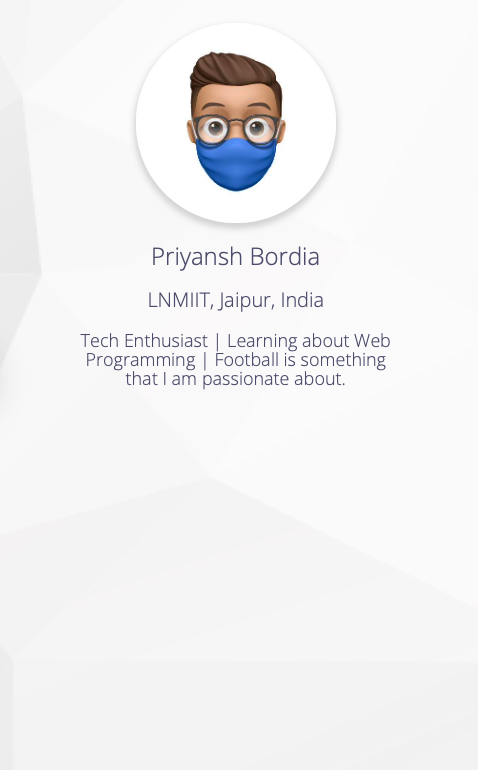 Priyansh Bordia
LNMIIT, Jaipur, India
Tech Enthusiast | Learning about Web
Programming | Football is something
that I am passionate about.